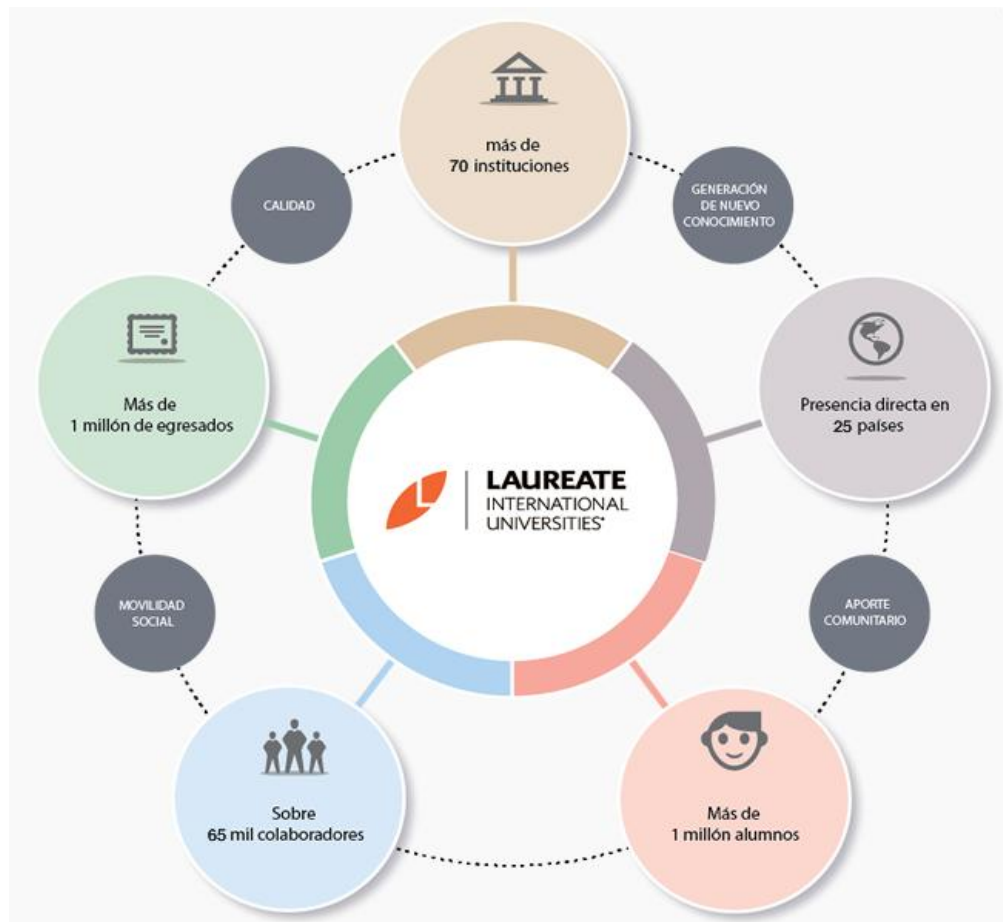 más de
70 instituciones
CALIDAD
GENERACIÓN
DE NUEVO
CONOCIMIENTO
Más de
1 millón de egresados
Presencia directa en
25 países
LAUREATE
INTERNATIONAL
UNIVERSITIES
MOVILIDAD
SOCIAL
APORTE
COMUNITARIO
Sobre
65 mil colaboradores
Más de
1 millón alumnos